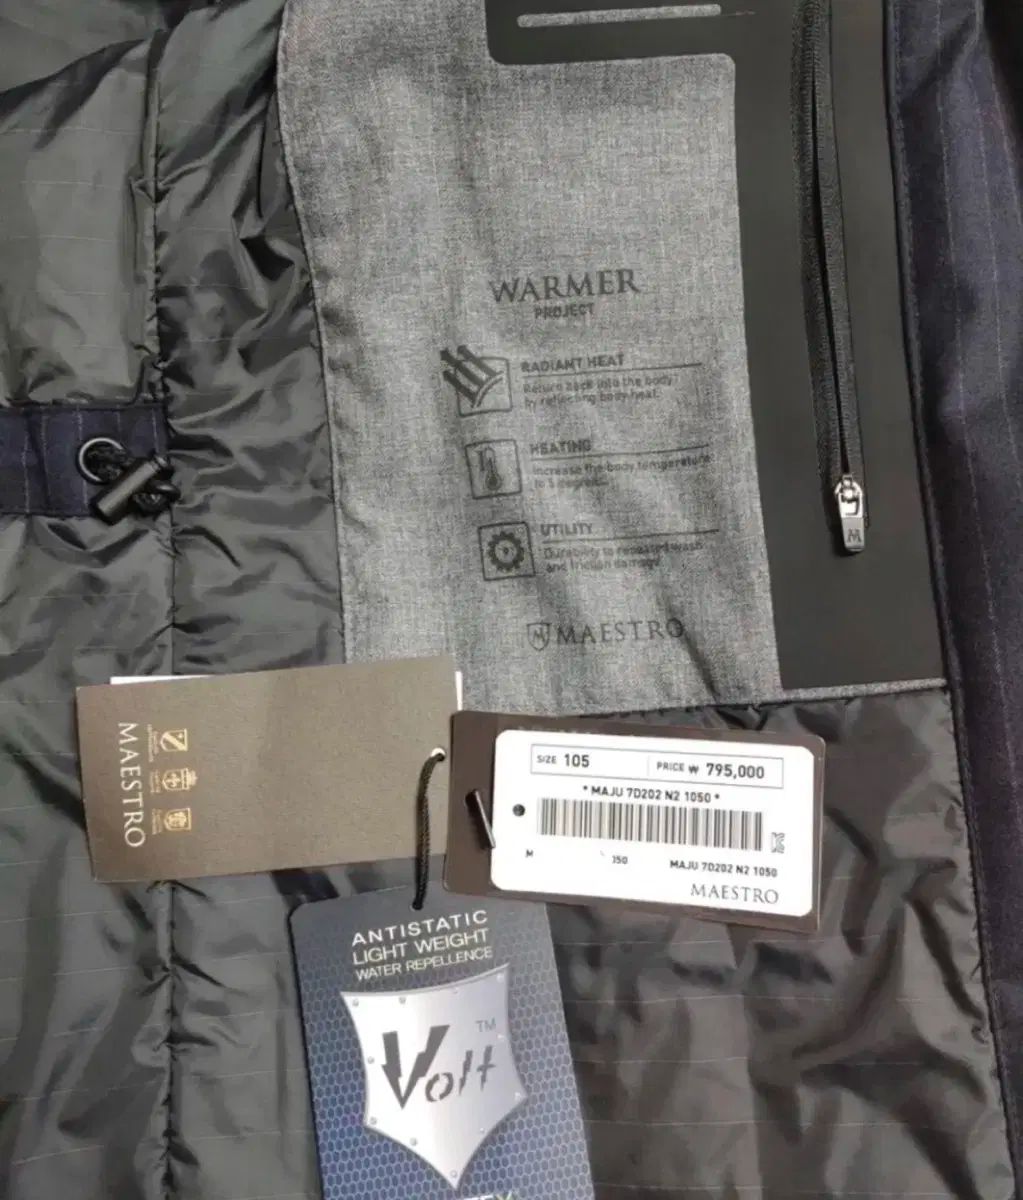 WARMER
PROJECT
RADIANT HEAT
Return back into the body
by reflecting body heat.
HEATING
Increase the body temperature
to 5 degrees
UTILITY
Durability to repeated wash
and friction damage
MAESTRO
MAESTRO
SIZE 105
PRICE ₩ 795,000
* MAJU 7D202 N2 1050 *
M
MAJU 7D202 N2 1050
MAESTRO
ANTISTATIC
LIGHT WEIGHT
WATER REPELLENCE
Volt TM